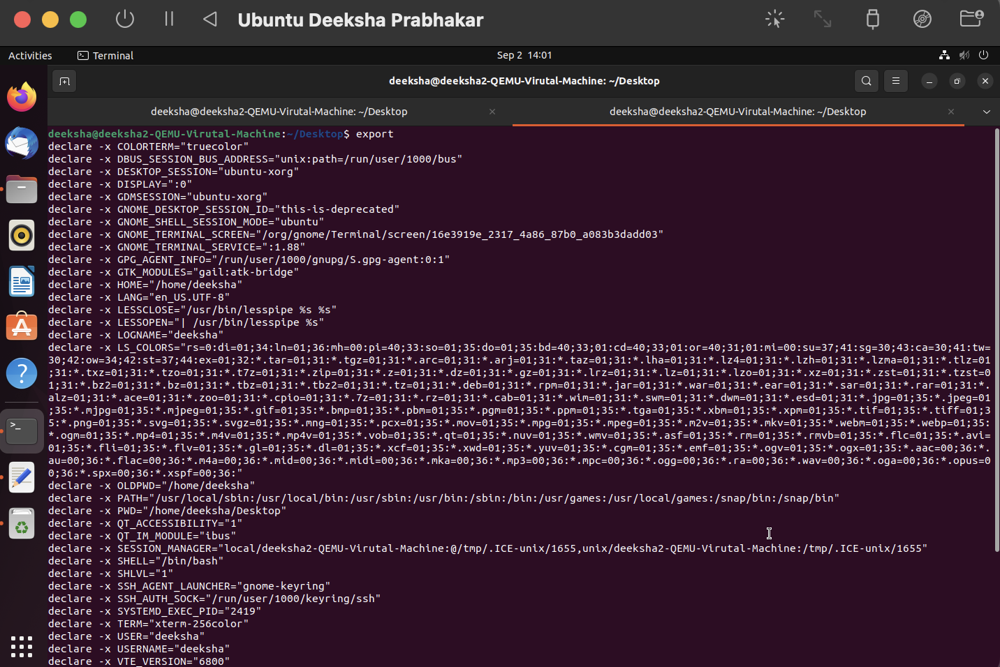 Ubuntu Deeksha Prabhakar
Activities Terminal Sep 2 14:01
deeksha@deeksha2-QEMU-Virutal-Machine: ~/Desktop
deeksha@deeksha2-QEMU-Virutal-Machine: ~/Desktop deeksha@deeksha2-QEMU-Virutal-Machine: ~/Desktop
deeksha@deeksha2-QEMU-Virutal-Machine:~/Desktop$ export
declare -x COLORTERM="truecolor"
declare -x DBUS_SESSION_BUS_ADDRESS="unix:path=/run/user/1000/bus"
declare -x DESKTOP_SESSION="ubuntu-xorg"
declare -x DISPLAY=":0"
declare -x GDMSESSION="ubuntu-xorg"
declare -x GNOME_DESKTOP_SESSION_ID="this-is-deprecated"
declare -x GNOME_SHELL_SESSION_MODE="ubuntu"
declare -x GNOME_TERMINAL_SCREEN="/org/gnome/Terminal/screen/16e3919e_2317_4a86_87b0_a083b3dadd03"
declare -x GNOME_TERMINAL_SERVICE=":1.88"
declare -x GPG_AGENT_INFO="/run/user/1000/gnupg/S.gpg-agent:0:1"
declare -x GTK_MODULES="gail:atk-bridge"
declare -x HOME="/home/deeksha"
declare -x LANG="en_US.UTF-8"
declare -x LESSCLOSE="/usr/bin/lesspipe %s %s"
declare -x LESSOPEN="| /usr/bin/lesspipe %s"
declare -x LOGNAME="deeksha"
declare -x LS_COLORS="rs=0:di=01;34:ln=01;36:mh=00:pi=40;33:so=01;35:do=01;35:bd=40;33;01:cd=40;33;01:or=40;31;01:mi=00:su=37;41:sg=30;43:ca=30;41:tw=
30;42:ow=34;42:st=37;44:ex=01;32:*.tar=01;31:*.tgz=01;31:*.arc=01;31:*.arj=01;31:*.taz=01;31:*.lha=01;31:*.lz4=01;31:*.lzh=01;31:*.lzma=01;31:*.tlz=01
;31:*.txz=01;31:*.tzo=01;31:*.t7z=01;31:*.zip=01;31:*.z=01;31:*.dz=01;31:*.gz=01;31:*.lrz=01;31:*.lz=01;31:*.lzo=01;31:*.xz=01;31:*.zst=01;31:*.tzst=0
1;31:*.bz2=01;31:*.bz=01;31:*.tbz=01;31:*.tbz2=01;31:*.tz=01;31:*.deb=01;31:*.rpm=01;31:*.jar=01;31:*.war=01;31:*.ear=01;31:*.sar=01;31:*.rar=01;31:*.
alz=01;31:*.ace=01;31:*.zoo=01;31:*.cpio=01;31:*.7z=01;31:*.rz=01;31:*.cab=01;31:*.wim=01;31:*.swm=01;31:*.dwm=01;31:*.esd=01;31:*.jpg=01;35:*.jpeg=01
;35:*.mjpg=01;35:*.mjpeg=01;35:*.gif=01;35:*.bmp=01;35:*.pbm=01;35:*.pgm=01;35:*.ppm=01;35:*.tga=01;35:*.xbm=01;35:*.xpm=01;35:*.tif=01;35:*.tiff=01;3
5:*.png=01;35:*.svg=01;35:*.svgz=01;35:*.mng=01;35:*.pcx=01;35:*.mov=01;35:*.mpg=01;35:*.mpeg=01;35:*.m2v=01;35:*.mkv=01;35:*.webm=01;35:*.webp=01;35:
*.ogm=01;35:*.mp4=01;35:*.m4v=01;35:*.mp4v=01;35:*.vob=01;35:*.qt=01;35:*.nuv=01;35:*.wmv=01;35:*.asf=01;35:*.rm=01;35:*.rmvb=01;35:*.flc=01;35:*.avi=
01;35:*.fli=01;35:*.flv=01;35:*.gl=01;35:*.dl=01;35:*.xcf=01;35:*.xwd=01;35:*.yuv=01;35:*.cgm=01;35:*.emf=01;35:*.ogv=01;35:*.ogx=01;35:*.aac=00;36:*.
au=00;36:*.flac=00;36:*.m4a=00;36:*.mid=00;36:*.midi=00;36:*.mka=00;36:*.mp3=00;36:*.mpc=00;36:*.ogg=00;36:*.ra=00;36:*.wav=00;36:*.oga=00;36:*.opus=0
0;36:*.spx=00;36:*.xspf=00;36:"
declare -x OLDPWD="/home/deeksha"
declare -x PATH="/usr/local/sbin:/usr/local/bin:/usr/sbin:/usr/bin:/sbin:/bin:/usr/games:/usr/local/games:/snap/bin:/snap/bin"
declare -x PWD="/home/deeksha/Desktop"
declare -x QT_ACCESSIBILITY="1"
declare -x QT_IM_MODULE="ibus"
declare -x SESSION_MANAGER="local/deeksha2-QEMU-Virutal-Machine:@/tmp/.ICE-unix/1655,unix/deeksha2-QEMU-Virutal-Machine:/tmp/.ICE-unix/1655"
declare -x SHELL="/bin/bash"
declare -x SHLVL="1"
declare -x SSH_AGENT_LAUNCHER="gnome-keyring"
declare -x SSH_AUTH_SOCK="/run/user/1000/keyring/ssh"
declare -x SYSTEMD_EXEC_PID="2419"
declare -x TERM="xterm-256color"
declare -x USER="deeksha"
declare -x USERNAME="deeksha"
declare -x VTE_VERSION="6800"